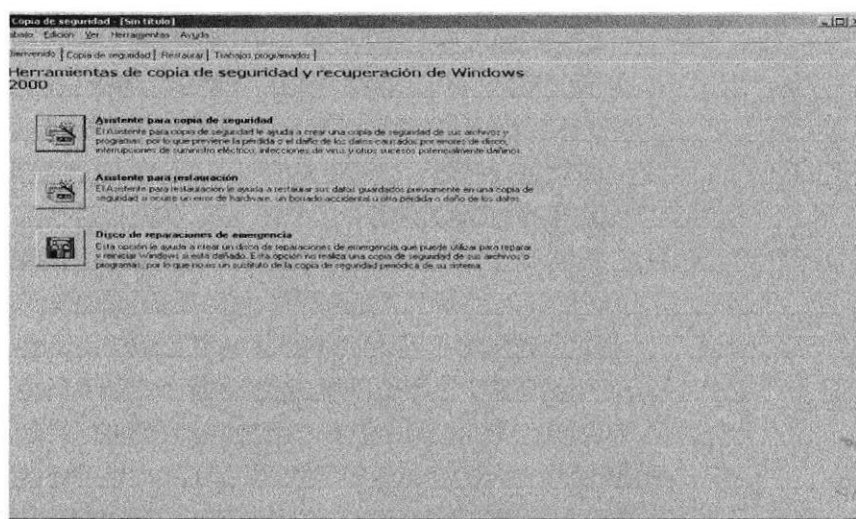 Copia de seguridad - [Sin título]
Edición Ver Herramientas Ayuda
Bienvenido Copia de seguridad Restaurar Trabajos programados
Herramientas de copia de seguridad y recuperación de Windows
2000
Asistente para copia de seguridad
El Asistente para copia de seguridad le ayuda a crear una copia de seguridad de sus archivos y
programas, por lo que previene la pérdida o el daño de los datos causados por errores de disco,
interrupciones de suministro eléctrico, infecciones de virus y otros sucesos potencialmente dañinos.
Asistente para restauración
El Asistente para restauración le ayuda a restaurar sus datos guardados previamente en una copia de
seguridad si ocurre un error de hardware, un borrado accidental u otra pérdida o daño de los datos.
Disco de reparaciones de emergencia
Esta opción le ayuda a crear un disco de reparaciones de emergencia que puede utilizar para reparar
y reiniciar Windows si está dañado. Esta opción no realiza una copia de seguridad de sus archivos o
programas, por lo que no es un sustituto de la copia de seguridad periódica de su sistema.